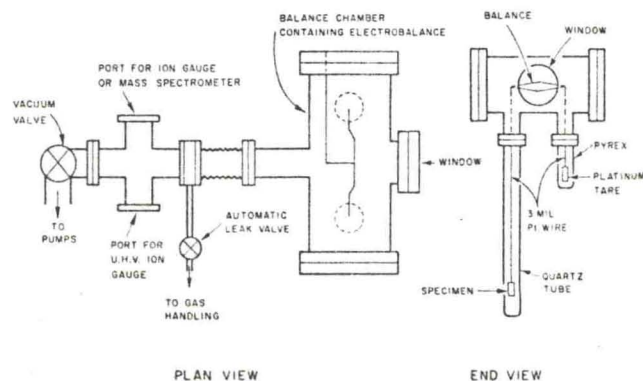 BALANCE CHAMBER
CONTAINING ELECTROBALANCE
BALANCE
WINDOW
PORT FOR ION GAUGE
OR MASS SPECTROMETER
VACUUM
VALVE
WINDOW
PYREX
PLATINUM
TARE
3 MIL
Pt. WIRE
TO
PUMPS
PORT FOR
U.H.V. ION
GAUGE
AUTOMATIC
LEAK VALVE
TO GAS
HANDLING
SPECIMEN
QUARTZ
TUBE
PLAN VIEW
END VIEW